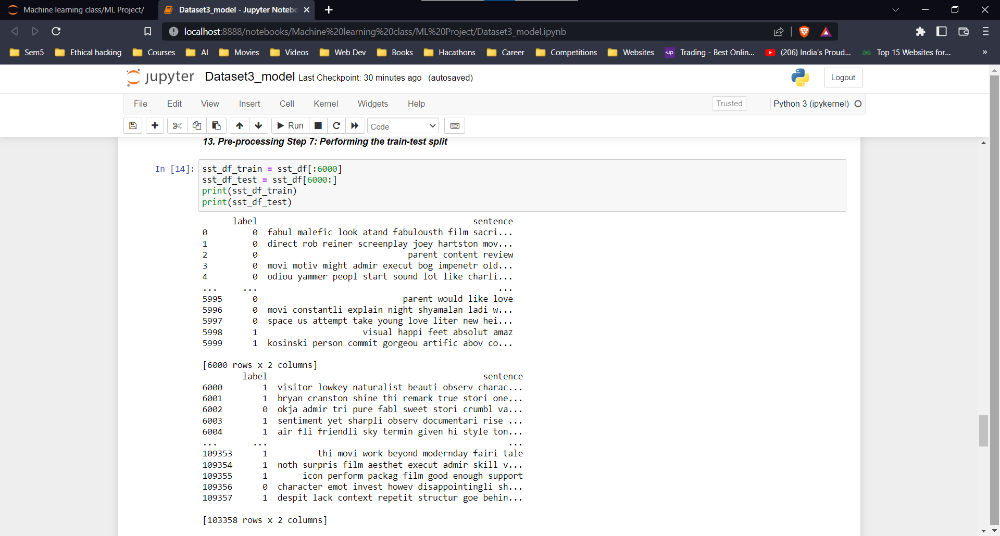 Machine learning class/ML Project/
Dataset3_model - Jupyter Notebo
localhost:8888/notebooks/Machine%20learning%20class/ML%20Project/Dataset3_model.ipynb
Sem5 Ethical hacking Courses AI Movies Videos Web Dev Books Hacathons Career Competitions Websites up Trading - Best Onlin... (206) India's Proud... Top 15 Websites for... »
jupyter Dataset3_model Last Checkpoint: 30 minutes ago (autosaved) Logout
File Edit View Insert Cell Kernel Widgets Help Trusted Python 3 (ipykernel)
Run Code
13. Pre-processing Step 7: Performing the train-test split
In [14]: sst_df_train = sst_df[:6000]
sst_df_test = sst_df[6000:]
print(sst_df_train)
print(sst_df_test)
label sentence
0 0 fabul malefic look atand fabulousth film sacri...
1 0 direct rob reiner screenplay joey hartston mov...
2 0 parent content review
3 0 movi motiv might admir execut bog impenetr old...
4 0 odiou yammer peopl start sound lot like charli...
... ... ...
5995 0 parent would like love
5996 0 movi constantli explain night shyamalan ladi w...
5997 0 space us attempt take young love liter new hei...
5998 1 visual happi feet absolut amaz
5999 1 kosinski person commit gorgeou artific abov co...
[6000 rows x 2 columns]
label sentence
6000 1 visitor lowkey naturalist beauti observ charac...
6001 1 bryan cranston shine thi remark true stori one...
6002 0 okja admir tri pure fabl sweet stori crumbl va...
6003 1 sentiment yet sharpli observ documentari rise ...
6004 1 air fli friendli sky termin given hi style ton...
... ... ...
109353 1 thi movi work beyond modernday fairi tale
109354 1 noth surpris film aesthet execut admir skill v...
109355 1 icon perform packag film good enough support
109356 0 character emot invest howev disappointingli sh...
109357 1 despit lack context repetit structur goe behin...
[103358 rows x 2 columns]